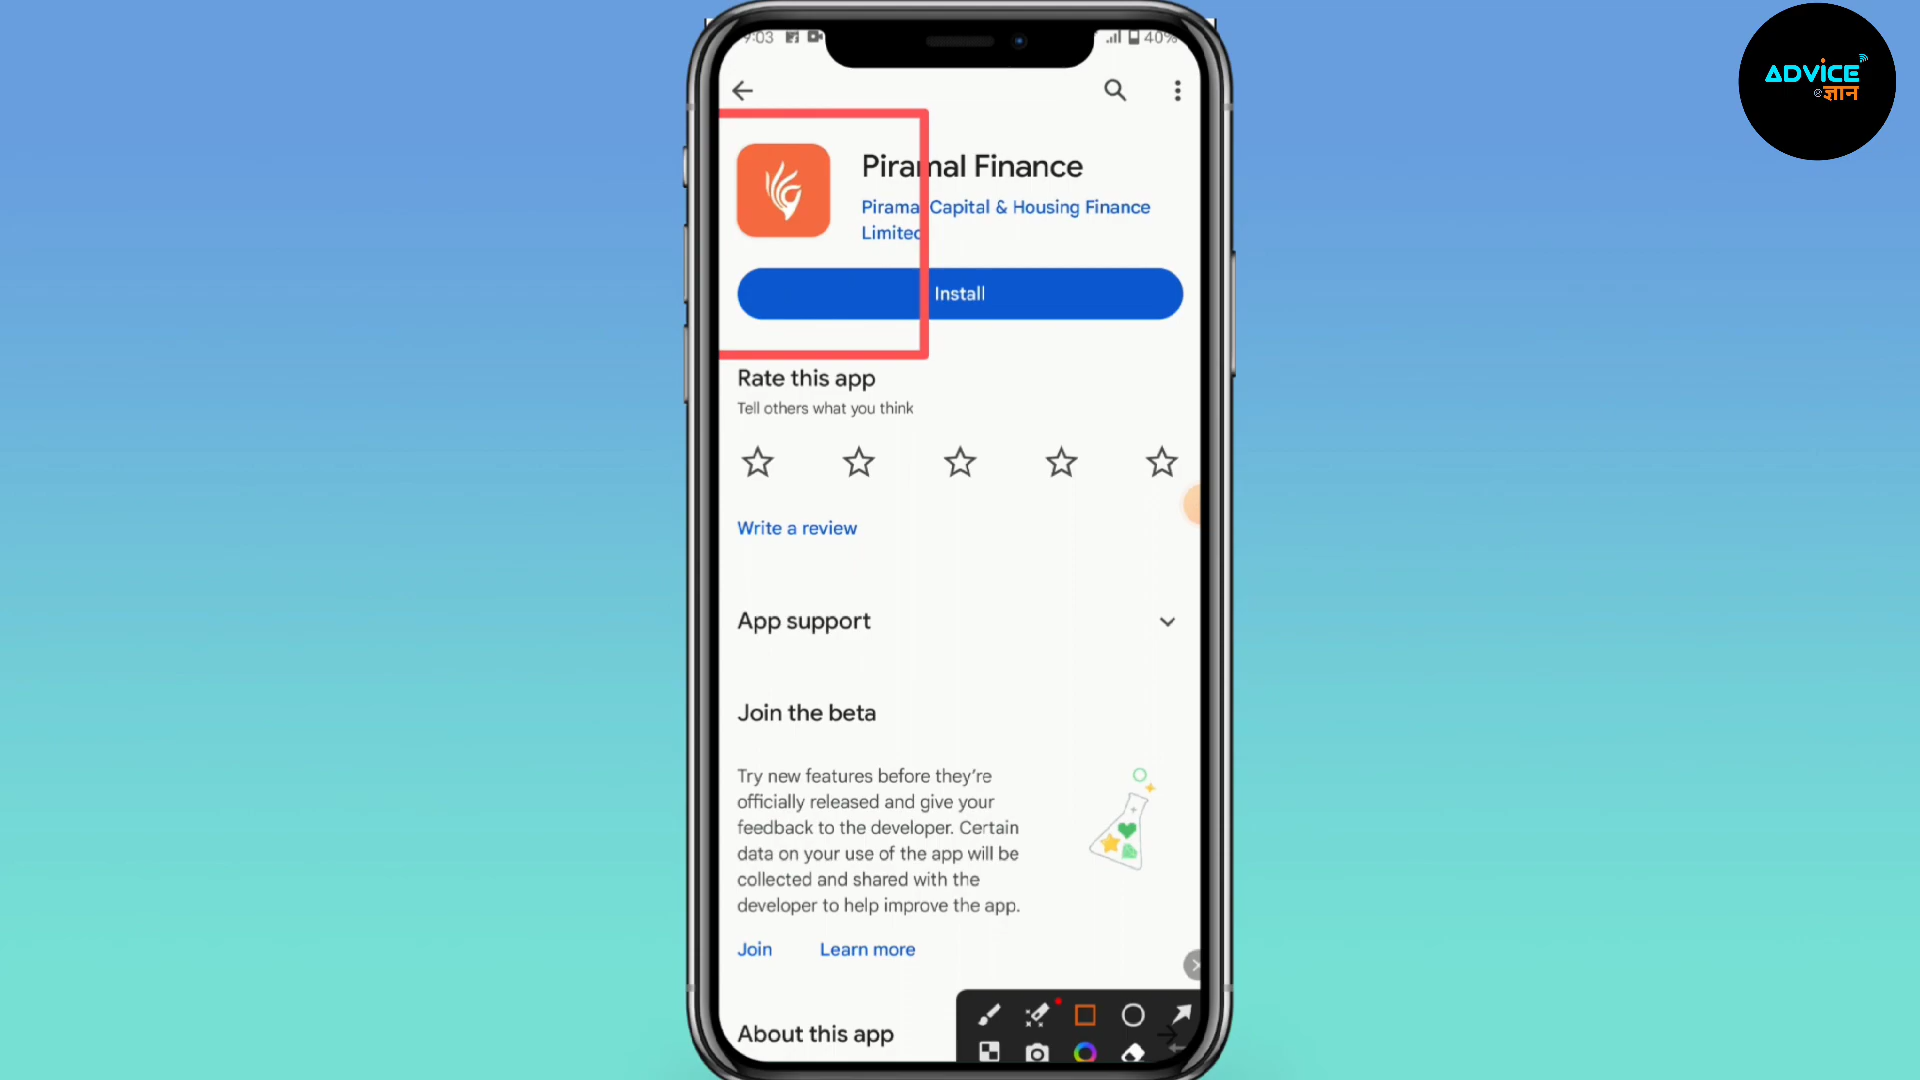 9:03
40%
ADVICE
@ज्ञान
Piramal Finance
Piramal Capital & Housing Finance
Limited
Install
Rate this app
Tell others what you think
Write a review
App support
Join the beta
Try new features before they're
officially released and give your
feedback to the developer. Certain
data on your use of the app will be
collected and shared with the
developer to help improve the app.
Join Learn more
About this app